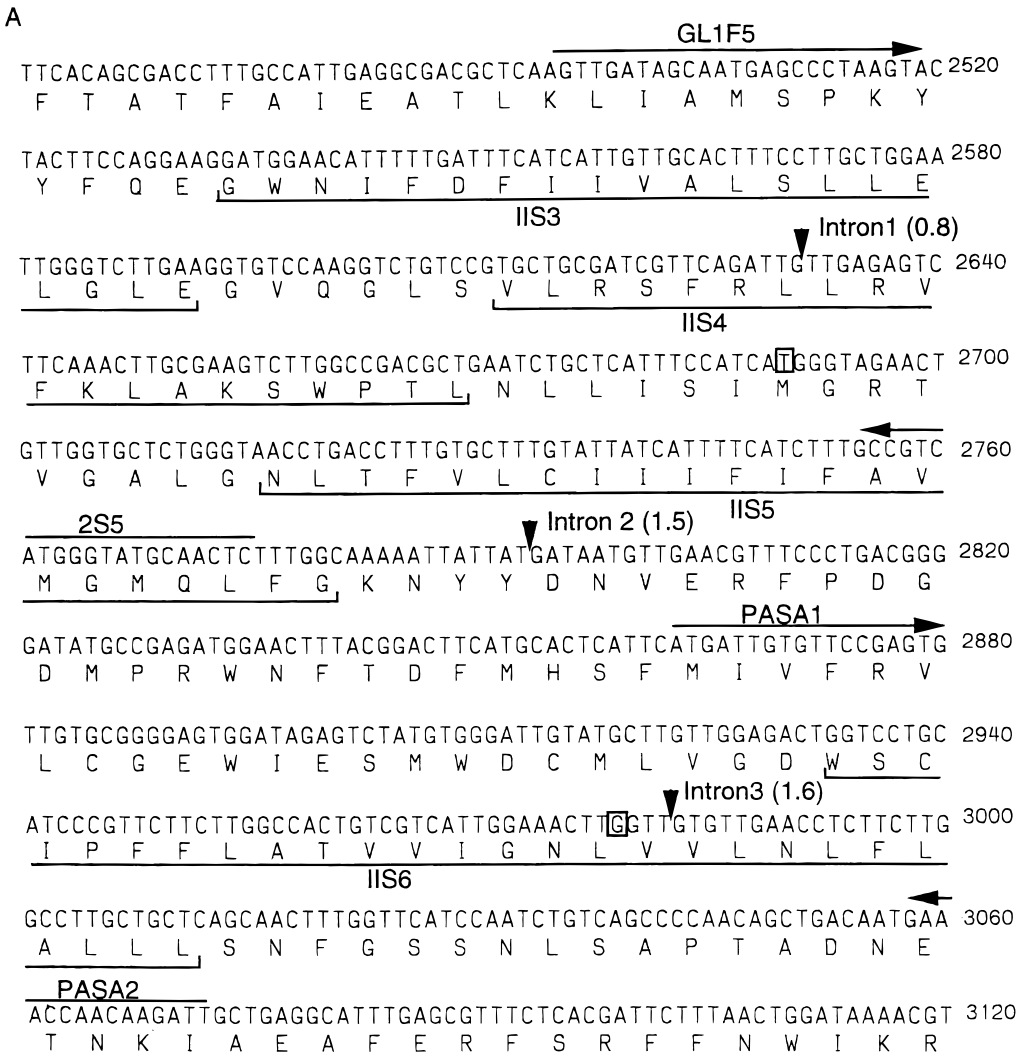 A
GL1F5
TTCACAGCGACCTTTGCCATTGAGGCGACGCTCAAGTTGATAGCAATGAGCCCTAAGTAC 2520
F T A T F A I E A T L K L I A M S P K Y
TACTTCCAGGAAGGATGGAACATTTTTGATTTCATCATTGTTGCACTTTCCTTGCTGGAA 2580
Y F Q E G W N I F D F I I V A L S L L E
IIS3
Intron1 (0.8)
TTGGGTCTTGAAGGTGTCCAAGGTCTGTCCGTGCTGCGATCGTTCAGATTGTTGAGAGTC 2640
L G L E G V Q G L S V L R S F R L L R V
IIS4
TTCAAACTTGCGAAGTCTTGGCCGACGCTGAATCTGCTCATTTCCATCATGGGTAGAACT 2700
F K L A K S W P T L N L L I S I M G R T
GTTGGTGCTCTGGGTAACCTGACCTTTGTGCTTTGTATTATCATTTTCATCTTTGCCGTC 2760
V G A L G N L T F V L C I I I F I F A V
IIS5
2S5
Intron 2 (1.5)
ATGGGTATGCAACTCTTTGGCAAAAATTATTATGATAATGTTGAACGTTTCCCTGACGGG 2820
M G M Q L F G K N Y Y D N V E R F P D G
PASA1
GATATGCCGAGATGGAACTTTACGGACTTCATGCACTCATTCATGATTGTGTTCCGAGTG 2880
D M P R W N F T D F M H S F M I V F R V
TTGTGCGGGGAGTGGATAGAGTCTATGTGGGATTGTATGCTTGTTGGAGACTGGTCCTGC 2940
L C G E W I E S M W D C M L V G D W S C
Intron3 (1.6)
ATCCCGTTCTTCTTGGCCACTGTCGTCATTGGAAACTTGGTTGTGTTGAACCTCTTCTTG 3000
I P F F L A T V V I G N L V V L N L F L
IIS6
GCCTTGCTGCTCAGCAACTTTGGTTCATCCAATCTGTCAGCCCCAACAGCTGACAATGAA 3060
A L L L S N F G S S N L S A P T A D N E
PASA2
ACCAACAAGATTGCTGAGGCATTTGAGCGTTTCTCACGATTCTTTAACTGGATAAAACGT 3120
T N K I A E A F E R F S R F F N W I K R